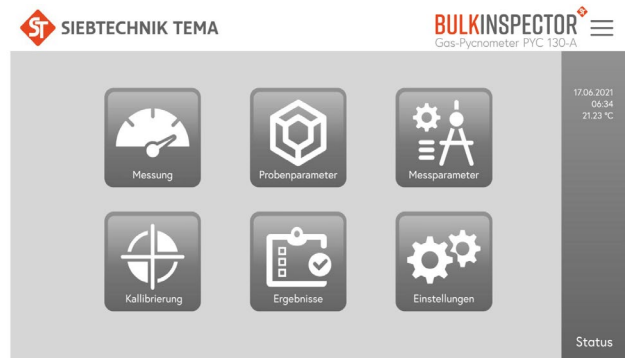 ST SIEBTECHNIK TEMA
BULKINSPECTOR
Gas-Pycnometer PYC 130-A
17.06.2021
06:34
21.23 °C
Messung
Probenparameter
Messparameter
Kallibrierung
Ergebnisse
Einstellungen
Status